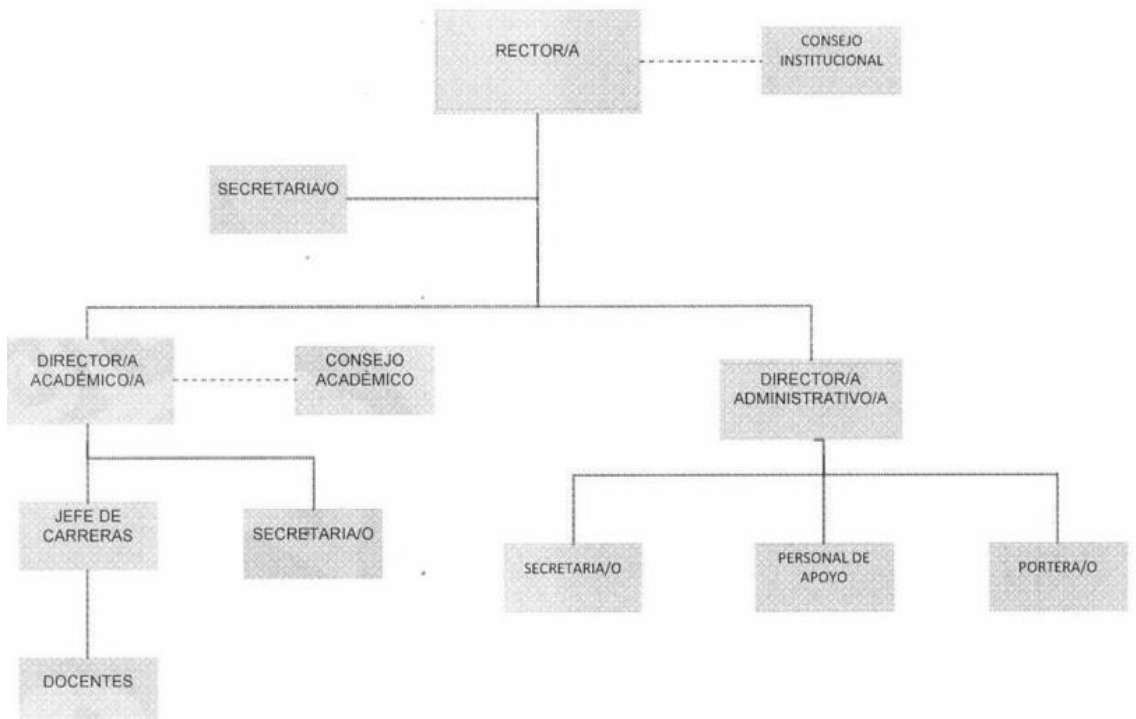 RECTOR/A
CONSEJO
INSTITUCIONAL
SECRETARIA/O
DIRECTOR/A
ACADÉMICO/A
CONSEJO
ACADÉMICO
DIRECTOR/A
ADMINISTRATIVO/A
JEFE DE
CARRERAS
SECRETARIA/O
SECRETARIA/O
PERSONAL DE
APOYO
PORTERA/O
DOCENTES